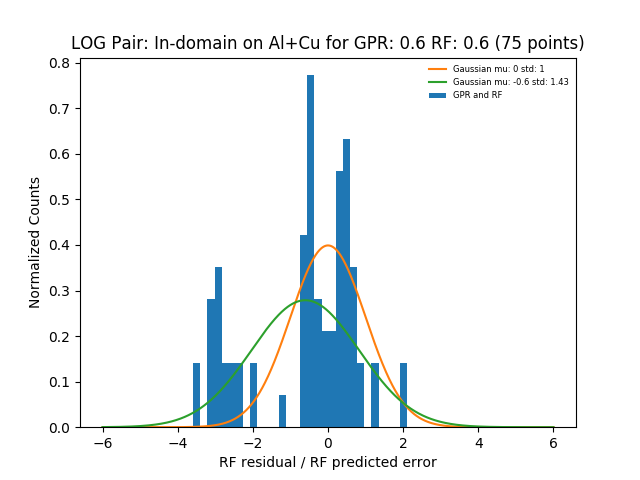 LOG Pair: In-domain on Al+Cu for GPR: 0.6 RF: 0.6 (75 points)
Gaussian mu: 0 std: 1
Gaussian mu: -0.6 std: 1.43
GPR and RF
0.8
0.7
0.6
0.5
0.4
0.3
0.2
0.1
0.0
Normalized Counts
−6
−4
−2
0
2
4
6
RF residual / RF predicted error